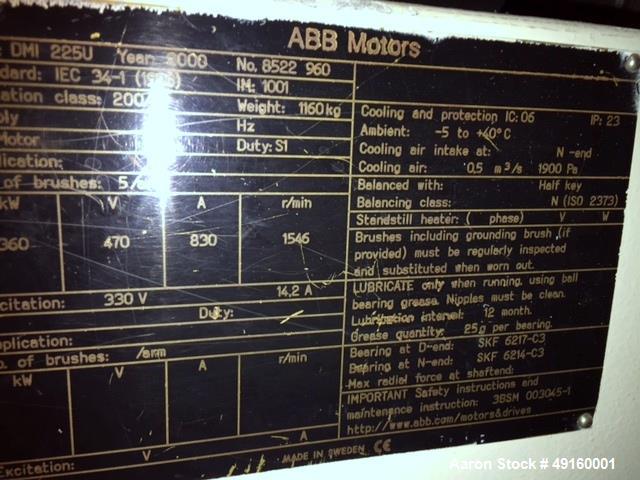 ABB Motors
: DMI 225U Year: 2000 No. 8522 960
dard: IEC 34-1 IM: 1001
ation class: 200 Weight: 1160 kg
ply Hz
Motor Duty: S1
plication:
of brushes:
kW V A r/min
360 470 830 1546
citation: 330 V 14,2 A
Duty:
pplication:
o. of brushes: /arm
kW V A r/min
Excitation: V A
MADE IN SWEDEN CE
Cooling and protection IC: 06 IP: 23
Ambient: -5 to +40°C
Cooling air intake at: N -end
Cooling air: 0,5 m³/s 1900 Pa
Balanced with: Half key
Balancing class: N (ISO 2373)
Standstill heater: ( phase) V W
Brushes including grounding brush (if
provided) must be regularly inspected
and substituted when worn out.
LUBRICATE only when running, using ball
bearing grease. Nipples must be clean.
Lubrication interval: 12 month.
Grease quantity: 25g per bearing.
Bearing at D-end: SKF 6217-C3
Bearing at N-end: SKF 6214-C3
Max radial force at shaftend:
IMPORTANT Safety instructions and
maintenance instruction: 3BSM 003045-1
http://www.abb.com/motors&drives
Aaron Stock # 49160001